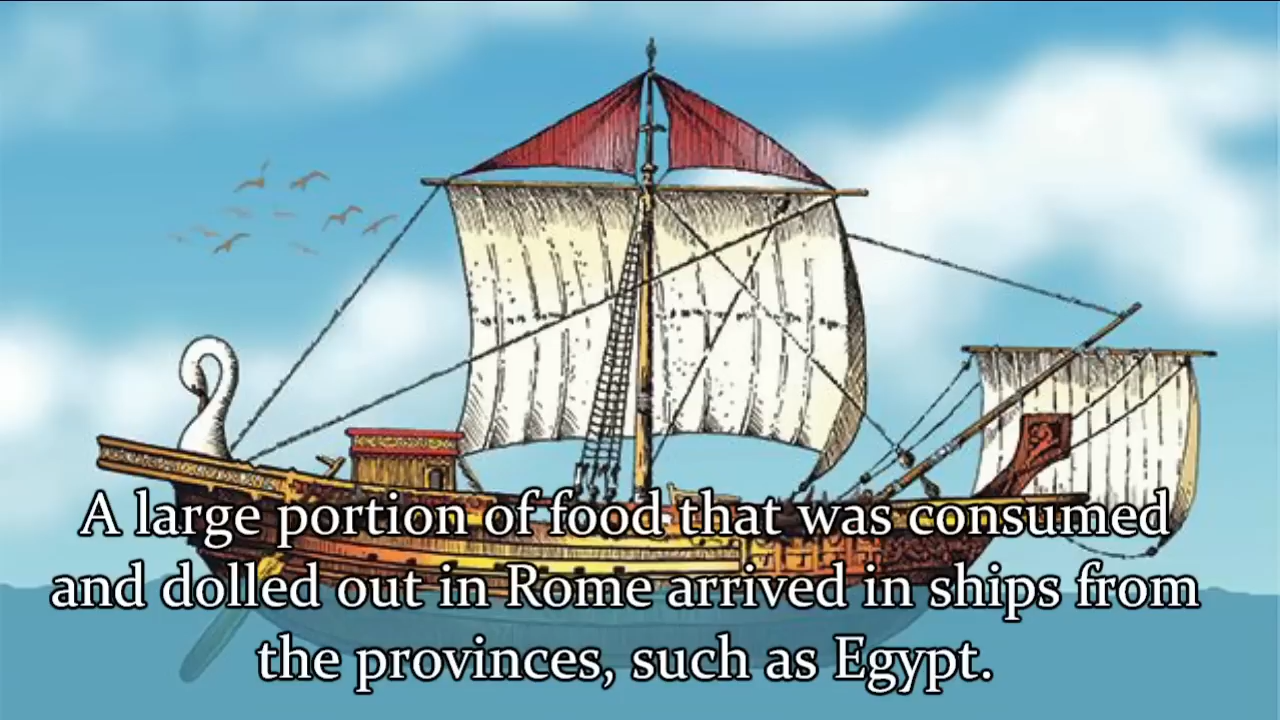 A large portion of food that was consumed
and dolled out in Rome arrived in ships from
the provinces, such as Egypt.